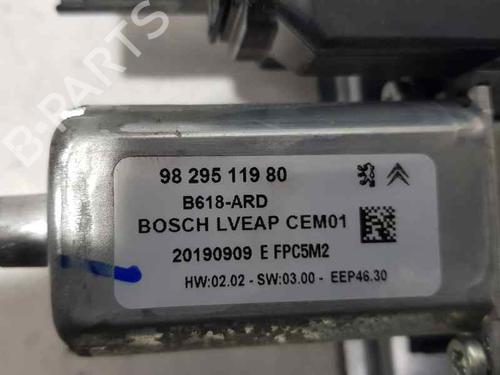 98 295 119 80
B618-ARD
BOSCH LVEAP CEM01
20190909 E FPC5M2
HW:02.02 - SW:03.00 - EEP46.30
B-PARTS